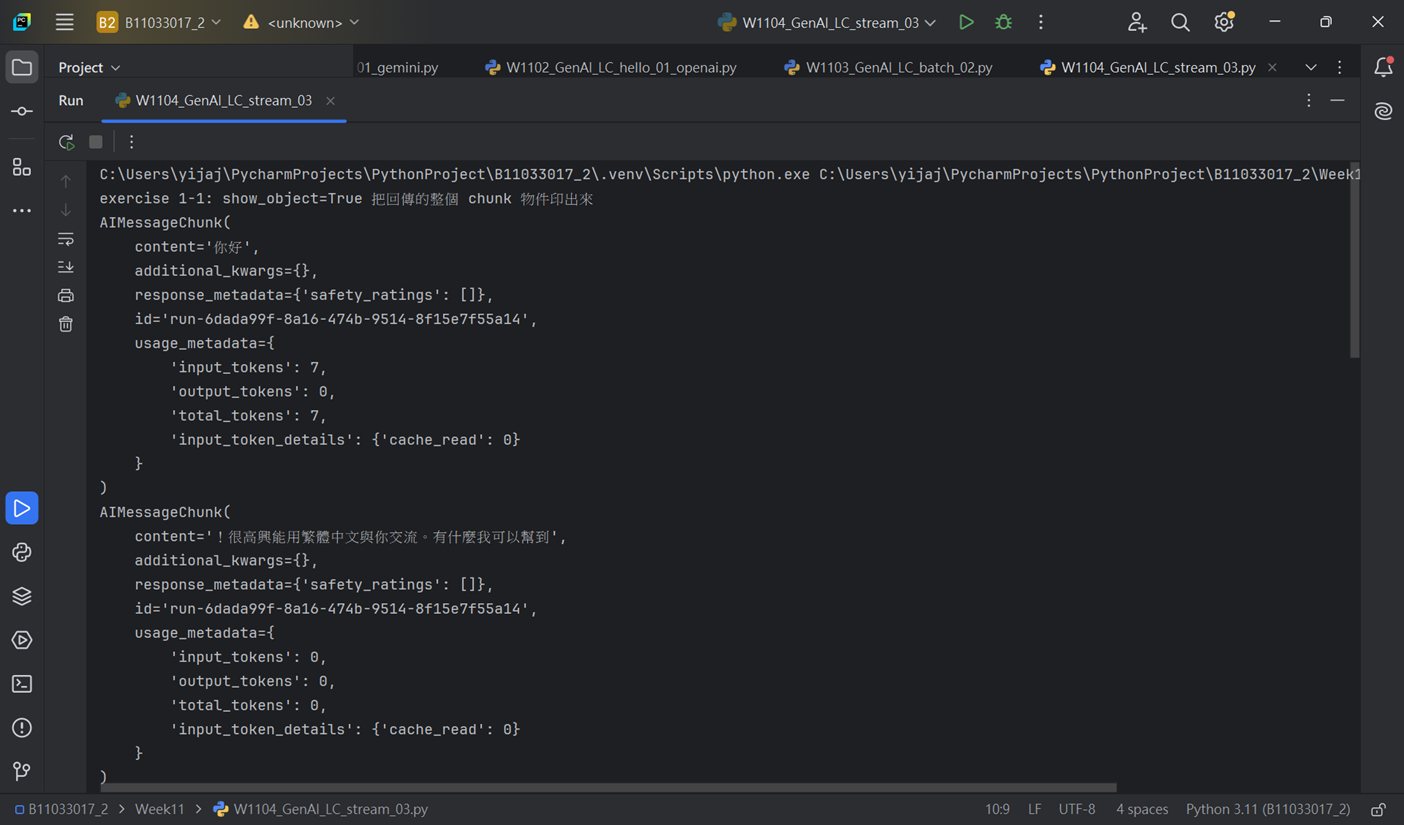 PC
B2 B11033017_2 <unknown> W1104_GenAI_LC_stream_03
Project 01_gemini.py W1102_GenAI_LC_hello_01_openai.py W1103_GenAI_LC_batch_02.py W1104_GenAI_LC_stream_03.py
Run W1104_GenAI_LC_stream_03
C:\Users\yijaj\PycharmProjects\PythonProject\B11033017_2\.venv\Scripts\python.exe C:\Users\yijaj\PycharmProjects\PythonProject\B11033017_2\Week1
exercise 1-1: show_object=True 把回傳的整個 chunk 物件印出來
AIMessageChunk(
    content='你好',
    additional_kwargs={},
    response_metadata={'safety_ratings': []},
    id='run-6dada99f-8a16-474b-9514-8f15e7f55a14',
    usage_metadata={
        'input_tokens': 7,
        'output_tokens': 0,
        'total_tokens': 7,
        'input_token_details': {'cache_read': 0}
    }
)
AIMessageChunk(
    content='！很高興能用繁體中文與你交流。有什麼我可以幫到',
    additional_kwargs={},
    response_metadata={'safety_ratings': []},
    id='run-6dada99f-8a16-474b-9514-8f15e7f55a14',
    usage_metadata={
        'input_tokens': 0,
        'output_tokens': 0,
        'total_tokens': 0,
        'input_token_details': {'cache_read': 0}
    }
)
B11033017_2 > Week11 > W1104_GenAI_LC_stream_03.py 10:9 LF UTF-8 4 spaces Python 3.11 (B11033017_2)